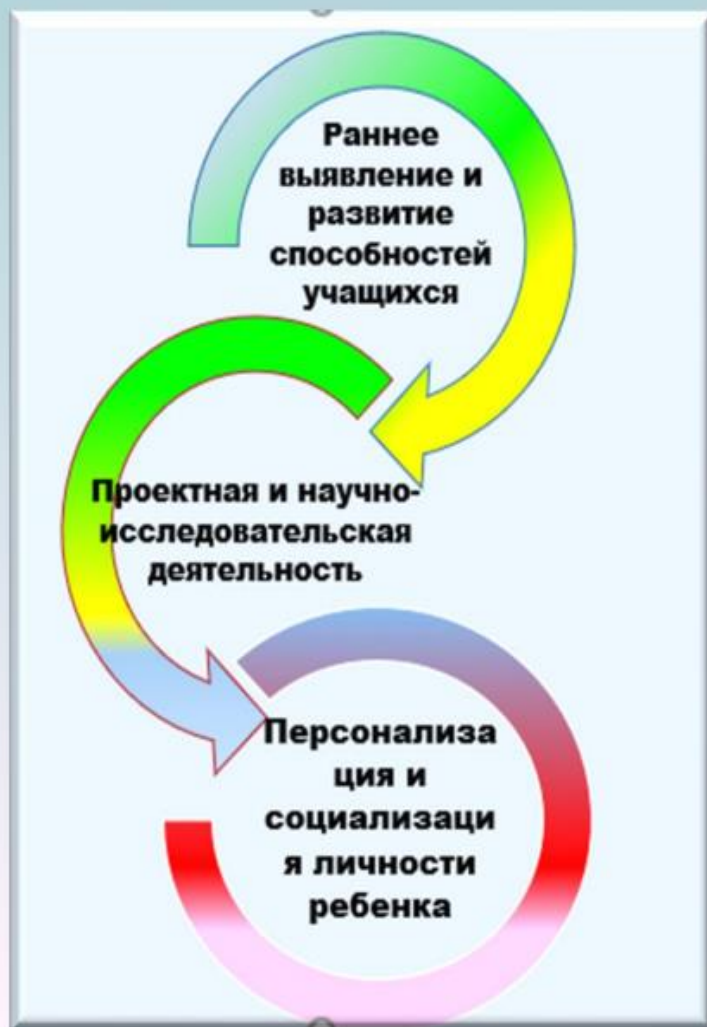 Раннее
выявление и
развитие
способностей
учащихся
Проектная и научно-
исследовательская
деятельность
Персонализа
ция и
социализаци
я личности
ребенка